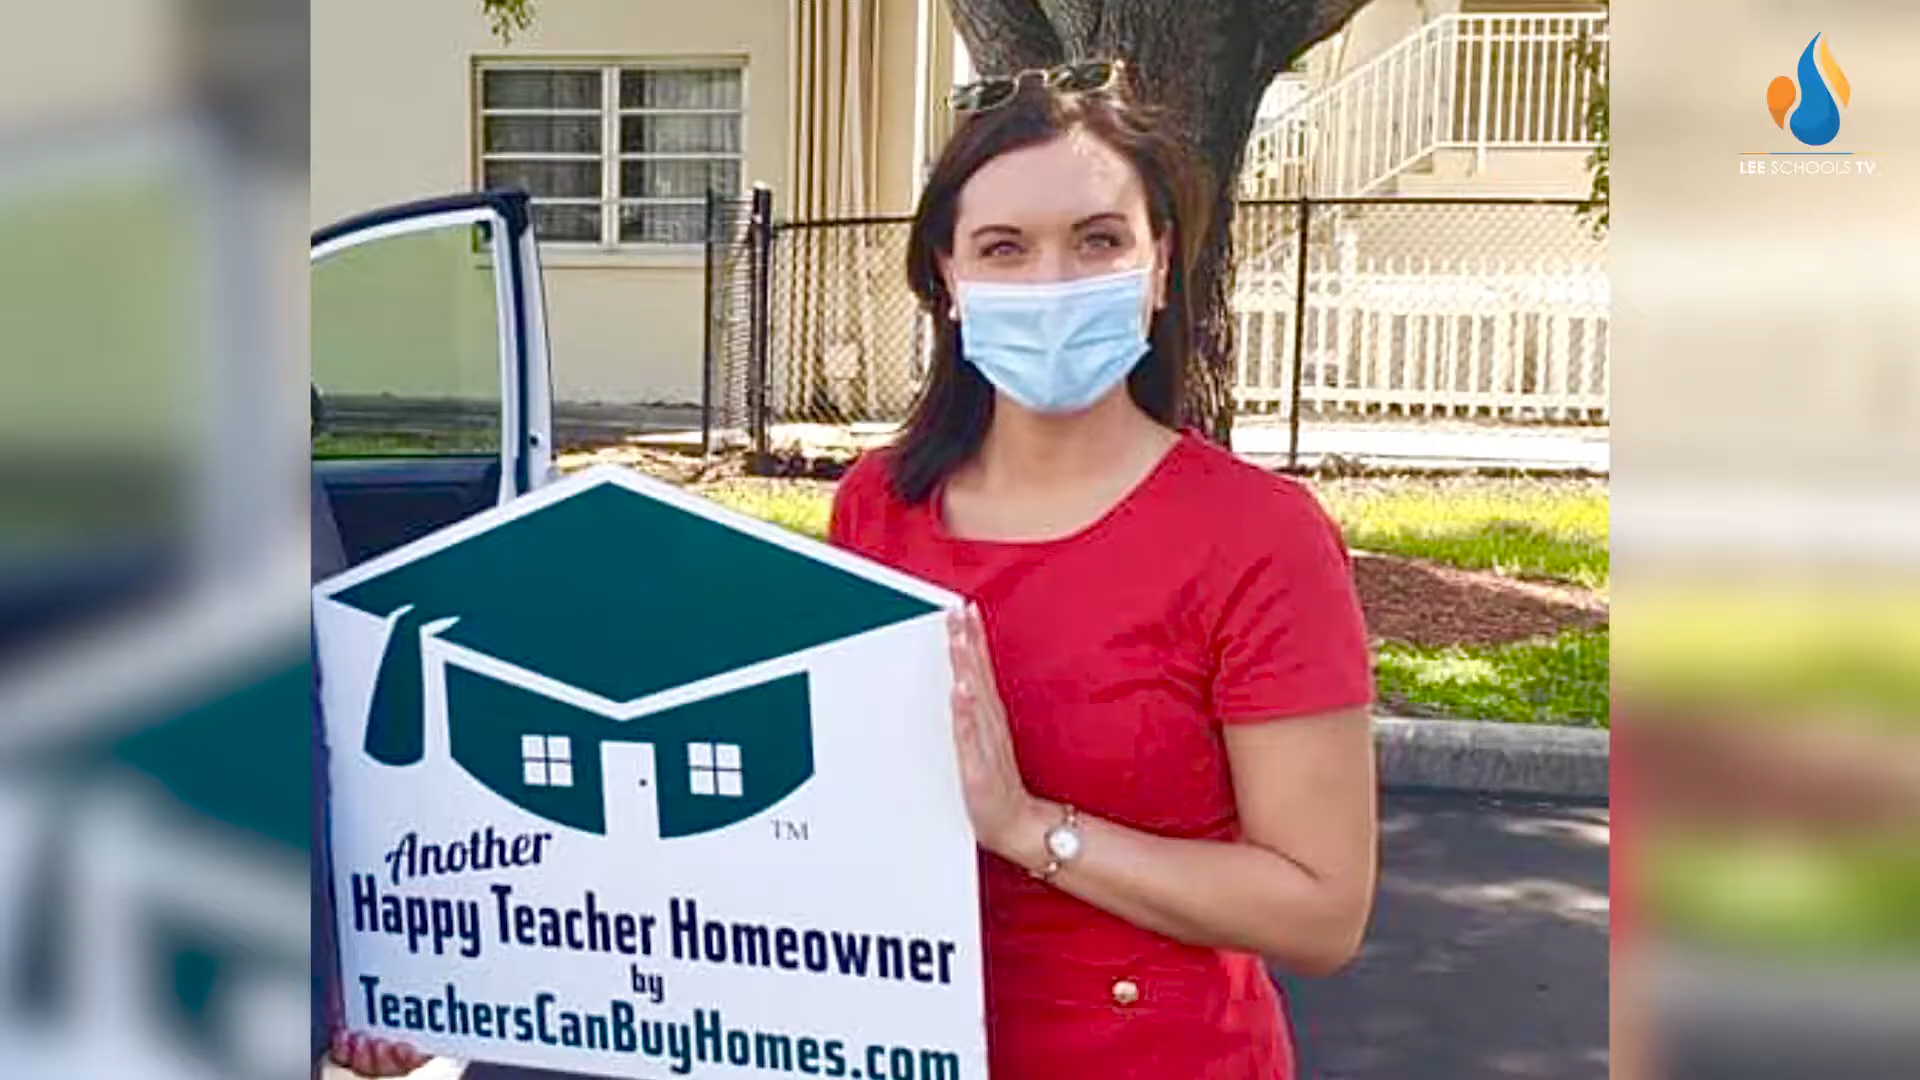 LEE SCHOOLS TV
TM
Another
Happy Teacher Homeowner
by
TeachersCanBuyHomes.com